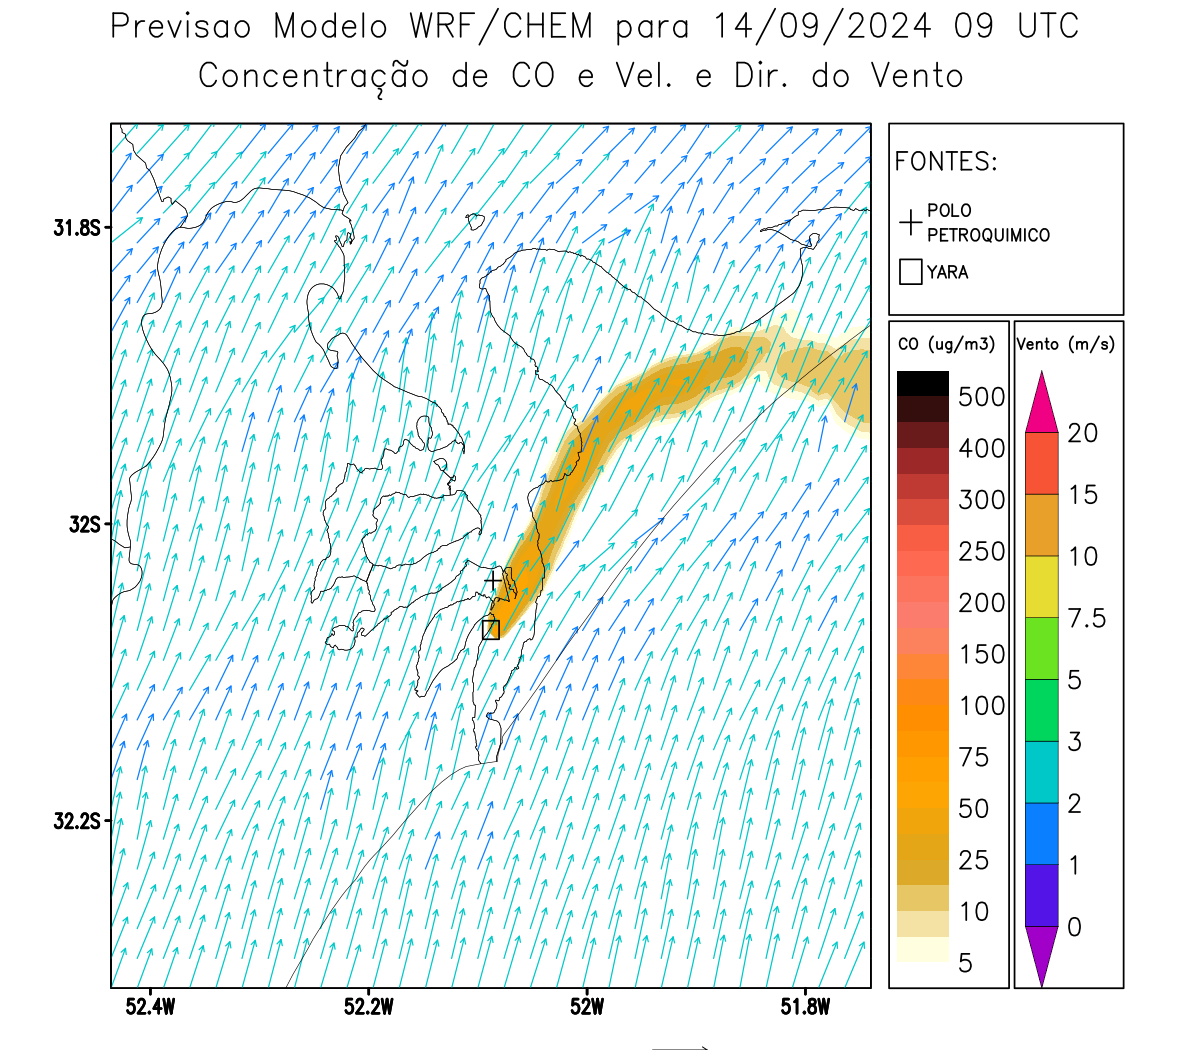 Previsao Modelo WRF/CHEM para 14/09/2024 09 UTC
Concentração de CO e Vel. e Dir. do Vento
FONTES:
POLO
PETROQUIMICO
YARA
CO (ug/m3)
500
400
300
250
200
150
100
75
50
25
10
5
Vento (m/s)
20
15
10
7.5
5
3
2
1
0
31.8S
32S
32.2S
52.4W
52.2W
52W
51.8W